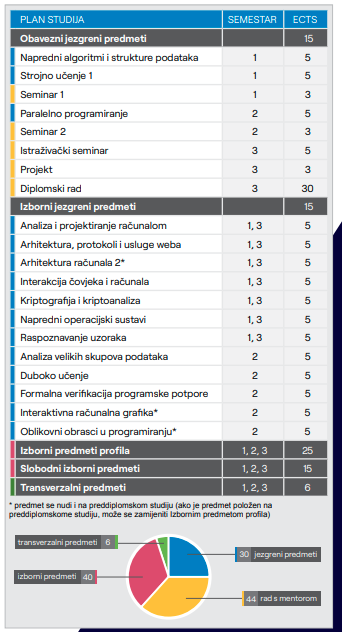 PLAN STUDIJA SEMESTAR ECTS
Obavezni jezgreni predmeti 15
Napredni algoritmi i strukture podataka 1 5
Strojno učenje 1 1 5
Seminar 1 1 3
Paralelno programiranje 2 5
Seminar 2 2 3
Istraživački seminar 3 5
Projekt 3 3
Diplomski rad 3 30
Izborni jezgreni predmeti 15
Analiza i projektiranje računalom 1, 3 5
Arhitektura, protokoli i usluge weba 1, 3 5
Arhitektura računala 2* 1, 3 5
Interakcija čovjeka i računala 1, 3 5
Kriptografija i kriptoanaliza 1, 3 5
Napredni operacijski sustavi 1, 3 5
Raspoznavanje uzoraka 1, 3 5
Analiza velikih skupova podataka 2 5
Duboko učenje 2 5
Formalna verifikacija programske potpore 2 5
Interaktivna računalna grafika* 2 5
Oblikovni obrasci u programiranju* 2 5
Izborni predmeti profila 1, 2, 3 25
Slobodni izborni predmeti 1, 2, 3 15
Transverzalni predmeti 1, 2, 3 6
* predmet se nudi i na preddiplomskom studiju (ako je predmet položen na
preddiplomskome studiju, može se zamijeniti Izbornim predmetom profila)
transverzalni predmeti 6
30 jezgreni predmeti
izborni predmeti 40
44 rad s mentorom